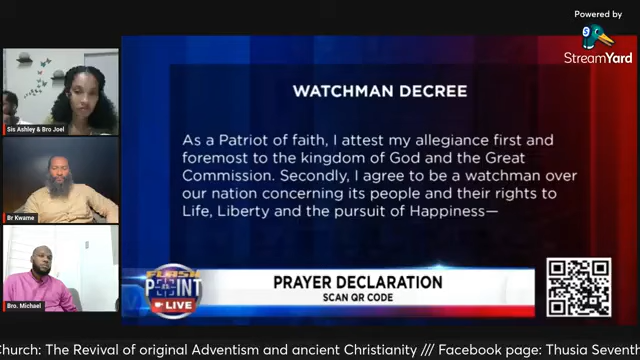 Powered by
StreamYard
WATCHMAN DECREE
As a Patriot of faith, I attest my allegiance first and
foremost to the kingdom of God and the Great
Commission. Secondly, I agree to be a watchman over
our nation concerning its people and their rights to
Life, Liberty and the pursuit of Happiness—
Sis Ashley & Bro Joel
Br Kwame
Bro. Michael
FLASH
POINT
LIVE
PRAYER DECLARATION
SCAN QR CODE
Church: The Revival of original Adventism and ancient Christianity /// Facebook page: Thusia Seventh